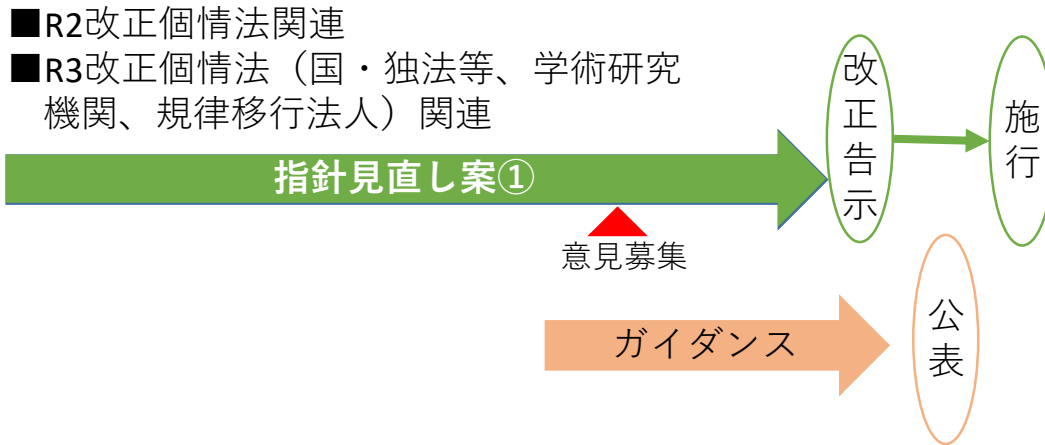 ■R2改正個情法関連
■R3改正個情法（国・独法等、学術研究
機関、規律移行法人）関連
指針見直し案①
意見募集
改正告示
施行
ガイダンス
公表